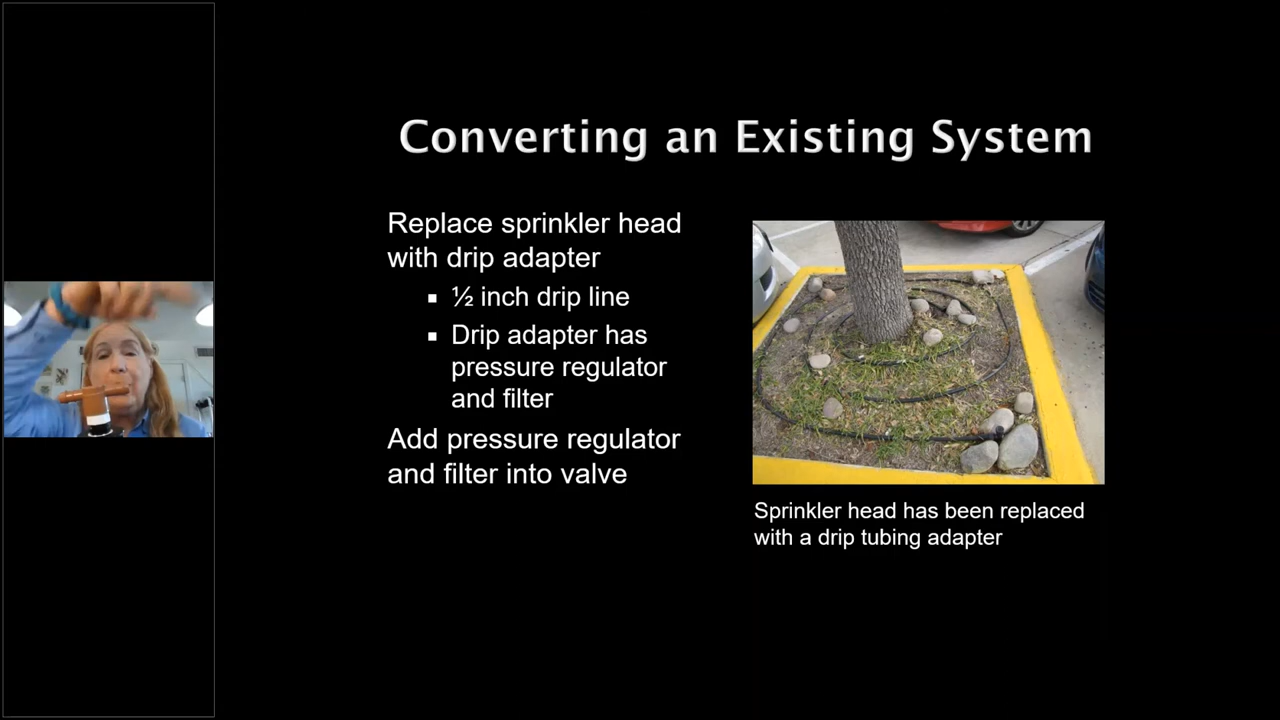 Converting an Existing System
Replace sprinkler head
with drip adapter
▪ ½ inch drip line
▪ Drip adapter has
pressure regulator
and filter
Add pressure regulator
and filter into valve
Sprinkler head has been replaced
with a drip tubing adapter